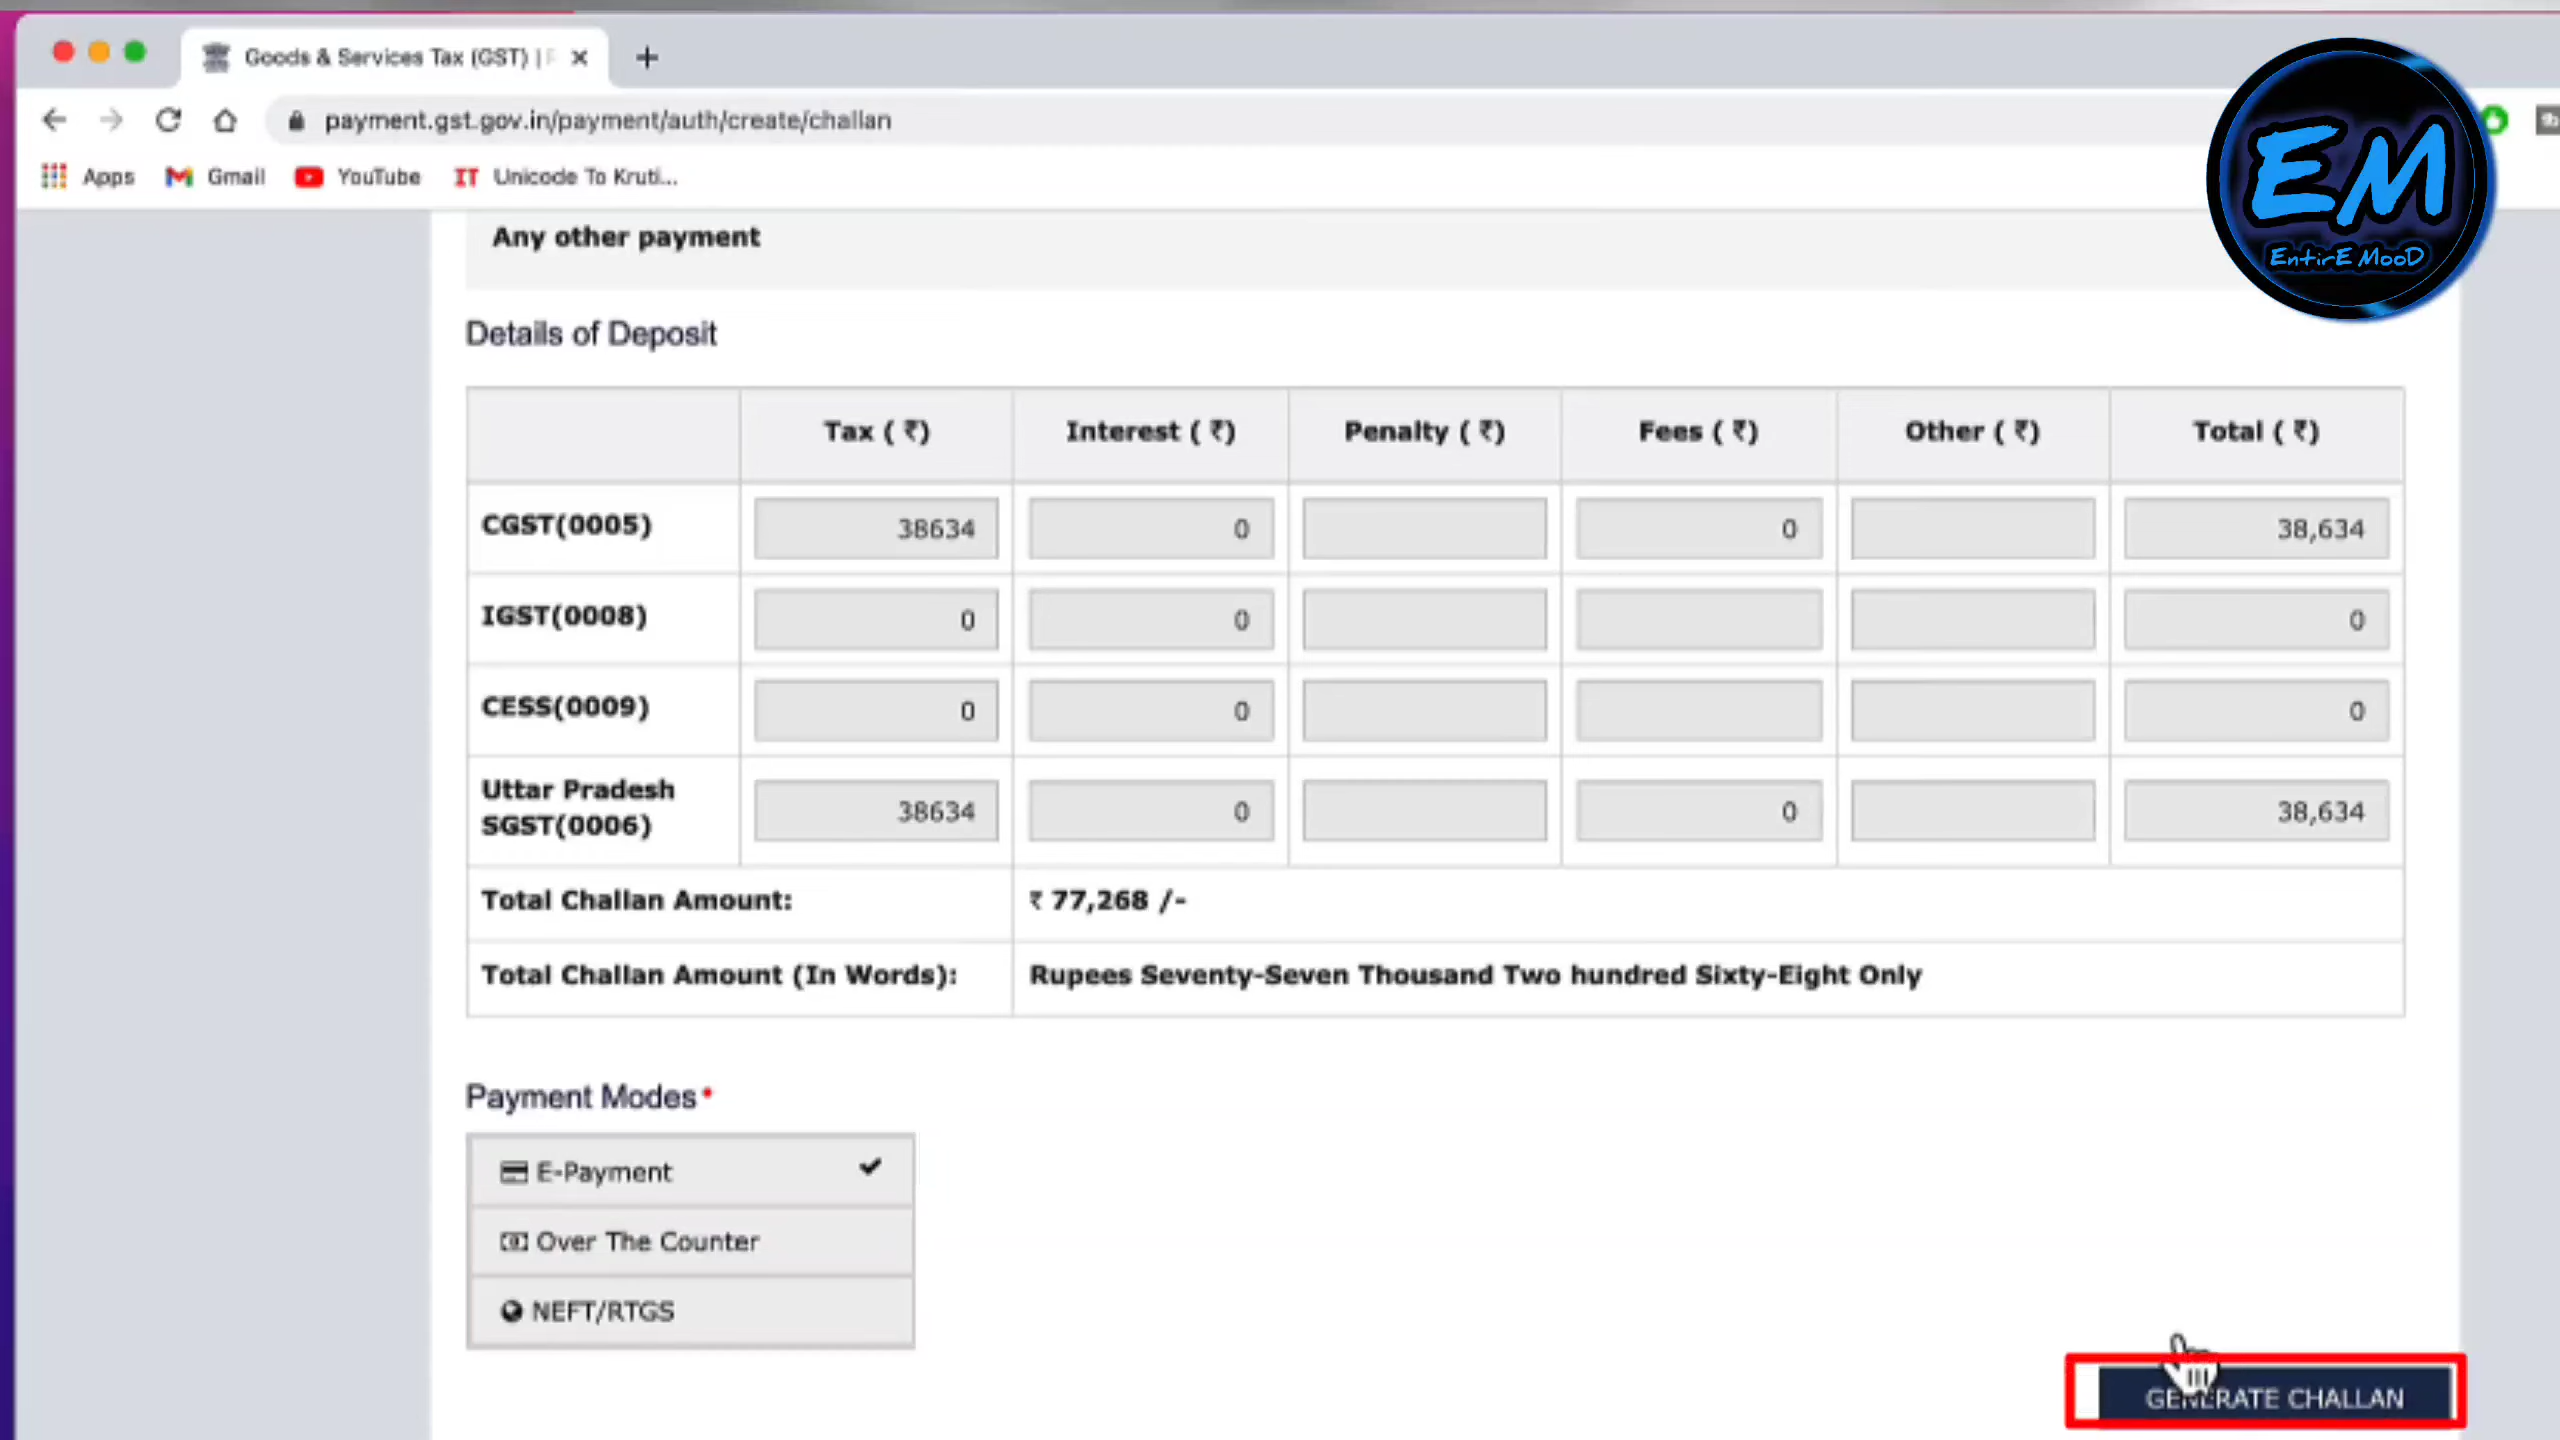 Goods & Services Tax (GST) |
payment.gst.gov.in/payment/auth/create/challan
Apps Gmail YouTube IT Unicode To Kruti...
EM
EntirE MooD
Any other payment
Details of Deposit
Tax ( ₹) Interest ( ₹) Penalty ( ₹) Fees ( ₹) Other ( ₹) Total ( ₹)
CGST(0005) 38634 0 0 38,634
IGST(0008) 0 0 0
CESS(0009) 0 0 0
Uttar Pradesh
SGST(0006) 38634 0 0 38,634
Total Challan Amount: ₹ 77,268 /-
Total Challan Amount (In Words): Rupees Seventy-Seven Thousand Two hundred Sixty-Eight Only
Payment Modes•
E-Payment
Over The Counter
NEFT/RTGS
GENERATE CHALLAN